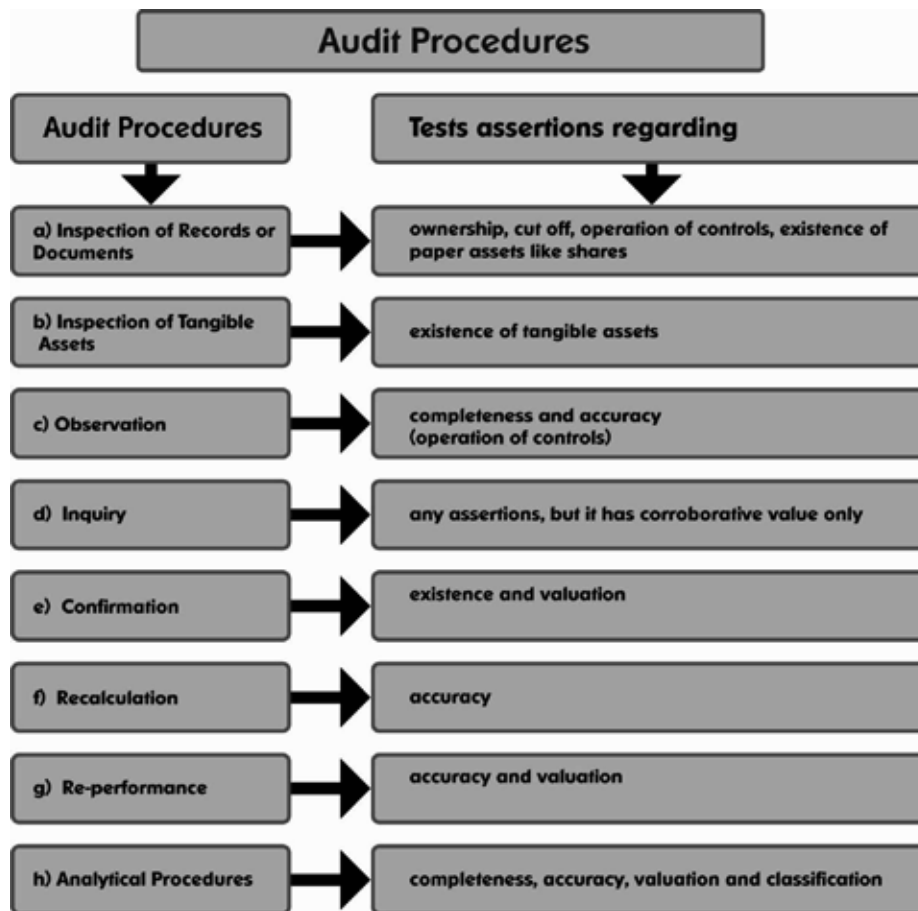 Audit Procedures
Audit Procedures
Tests assertions regarding
a) Inspection of Records or
Documents
ownership, cut off, operation of controls, existence of
paper assets like shares
b) Inspection of Tangible
Assets
existence of tangible assets
c) Observation
completeness and accuracy
(operation of controls)
d) Inquiry
any assertions, but it has corroborative value only
e) Confirmation
existence and valuation
f) Recalculation
accuracy
g) Re-performance
accuracy and valuation
h) Analytical Procedures
completeness, accuracy, valuation and classification